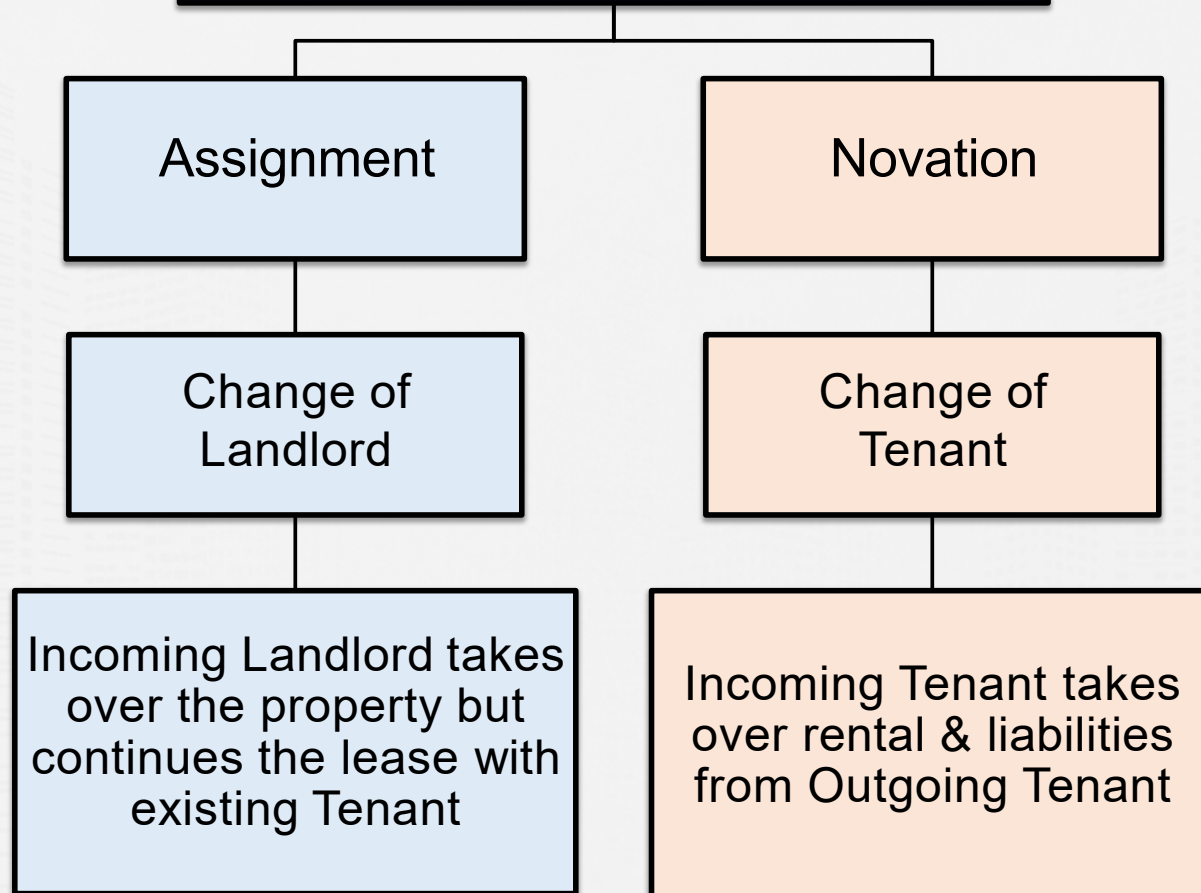 Assignment
Novation
Change of
Landlord
Change of
Tenant
Incoming Landlord takes
over the property but
continues the lease with
existing Tenant
Incoming Tenant takes
over rental & liabilities
from Outgoing Tenant